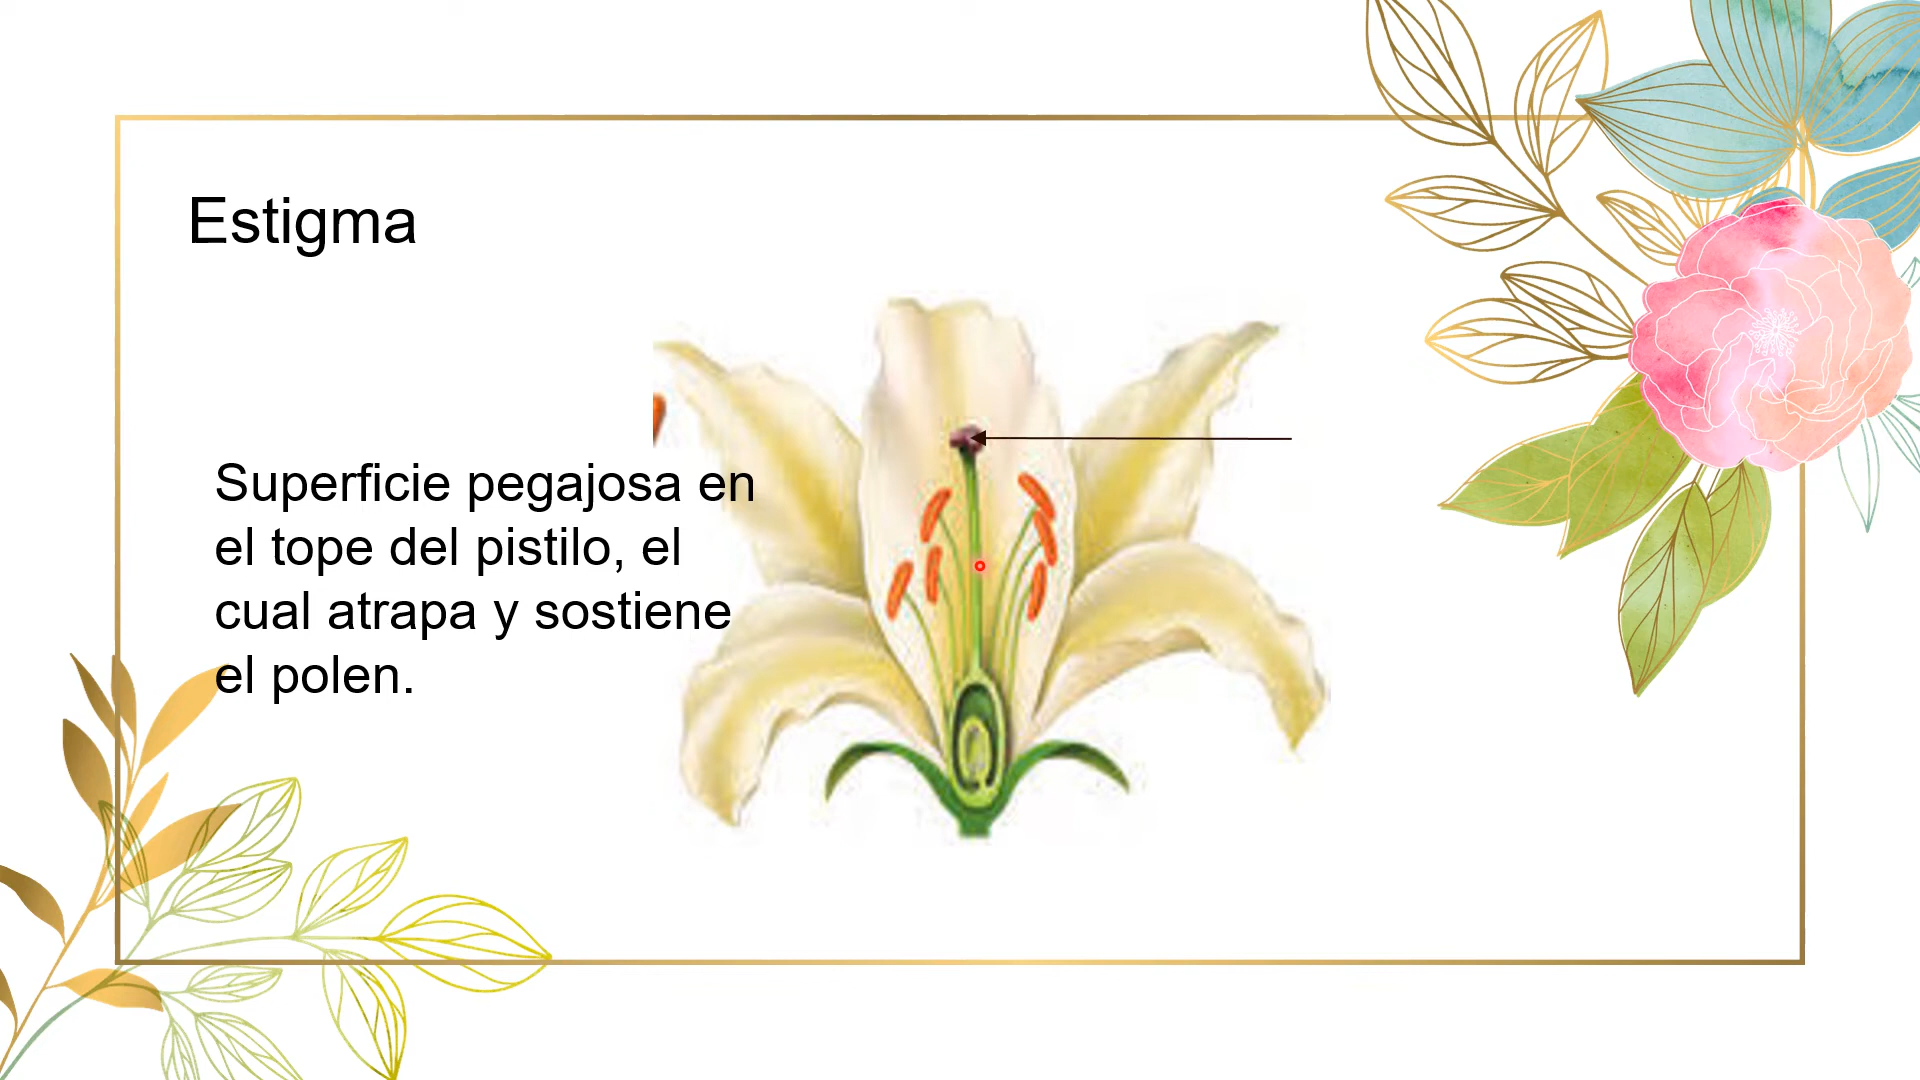 Estigma
Superficie pegajosa en
el tope del pistilo, el
cual atrapa y sostiene
el polen.